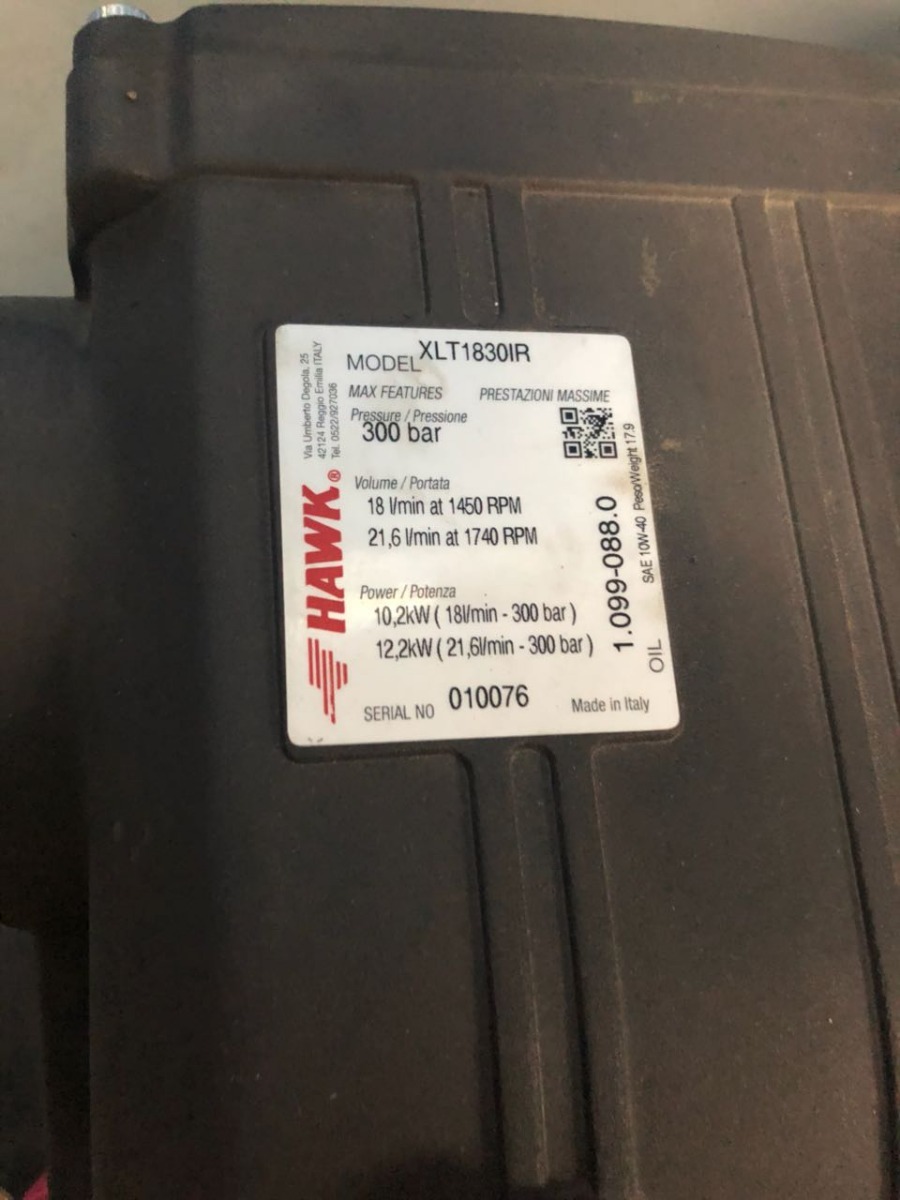 Via Umberto Degola, 25
42124 Reggio Emilia ITALY
Tel. 0522/927036
HAWK®
MODEL XLT1830IR
MAX FEATURES PRESTAZIONI MASSIME
Pressure / Pressione
300 bar
Volume / Portata
18 l/min at 1450 RPM
21,6 l/min at 1740 RPM
Power / Potenza
10,2kW ( 18l/min - 300 bar )
12,2kW ( 21,6l/min - 300 bar )
SERIAL NO 010076
Made in Italy
1.099-088.0
OIL SAE 10W-40 Peso/Weight 17.9